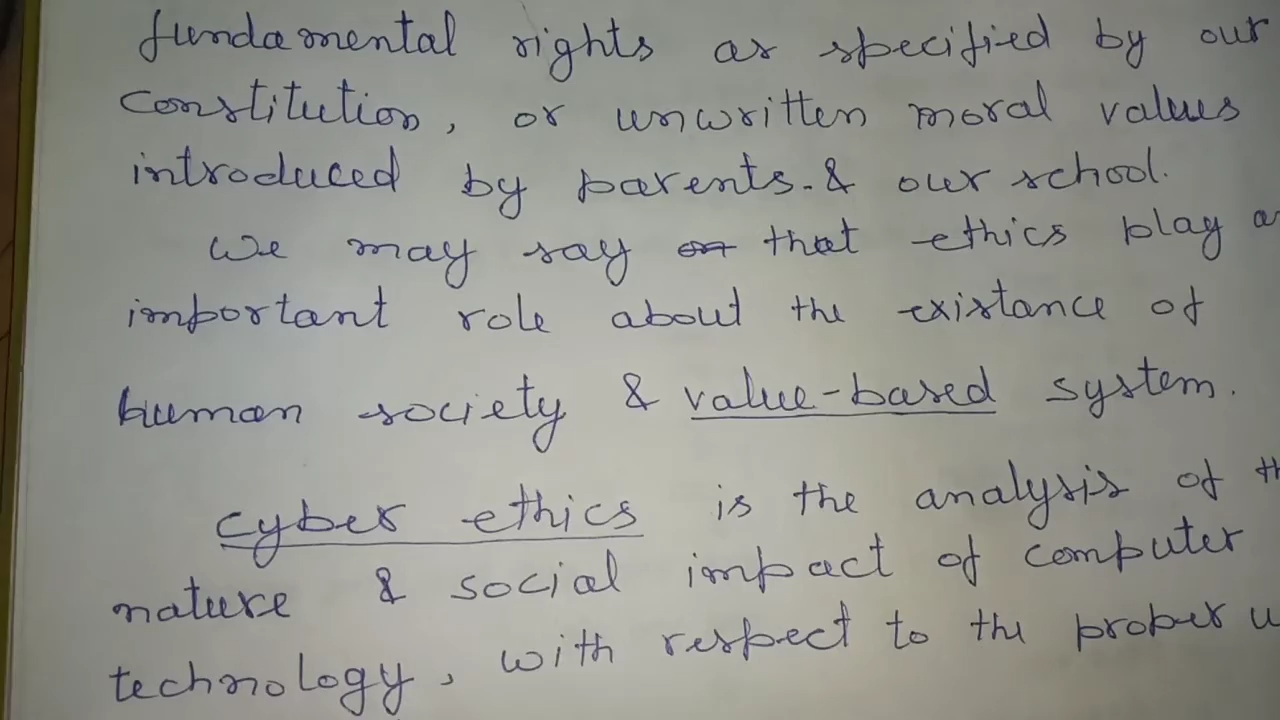 fundamental rights as specified by our
constitution, or unwritten moral values
introduced by parents. & our school.
We may say that ethics play
important role about the existance of
human society & value-based system.
cyber ethics is the analysis of
nature & social impact of computer
technology, with respect to the proper